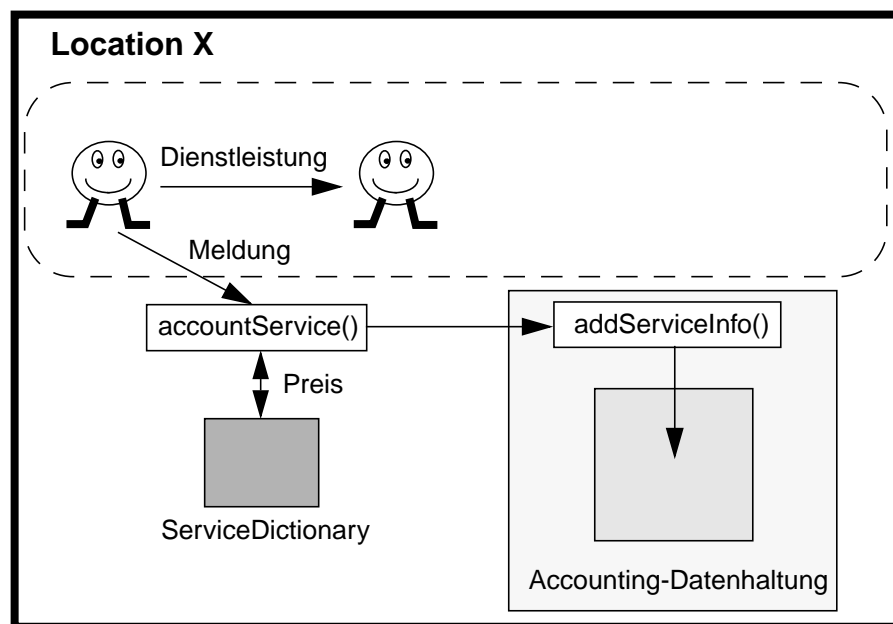 Location X
Dienstleistung
Meldung
accountService()
addServiceInfo()
Preis
ServiceDictionary
Accounting-Datenhaltung